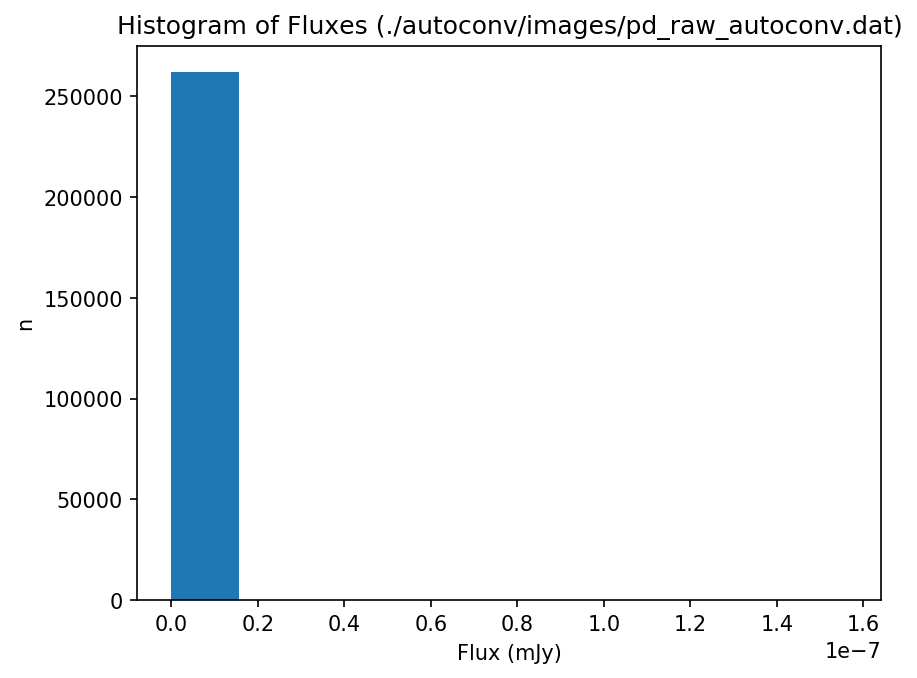 Histogram of Fluxes (./autoconv/images/pd_raw_autoconv.dat)
250000
200000
150000
100000
50000
0
n
0.0 0.2 0.4 0.6 0.8 1.0 1.2 1.4 1.6
1e−7
Flux (mJy)